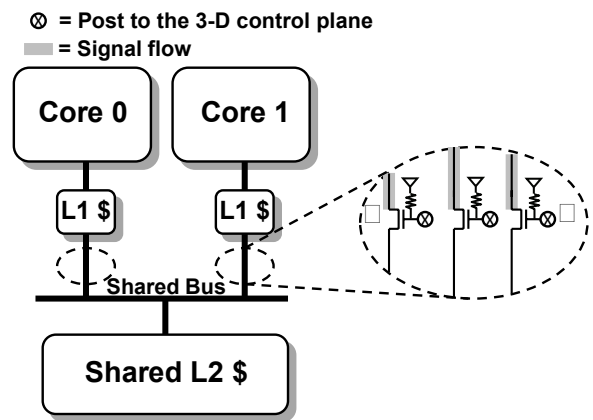 ⊗ = Post to the 3-D control plane
= Signal flow
Core 0
Core 1
L1 $
L1 $
Shared Bus
Shared L2 $